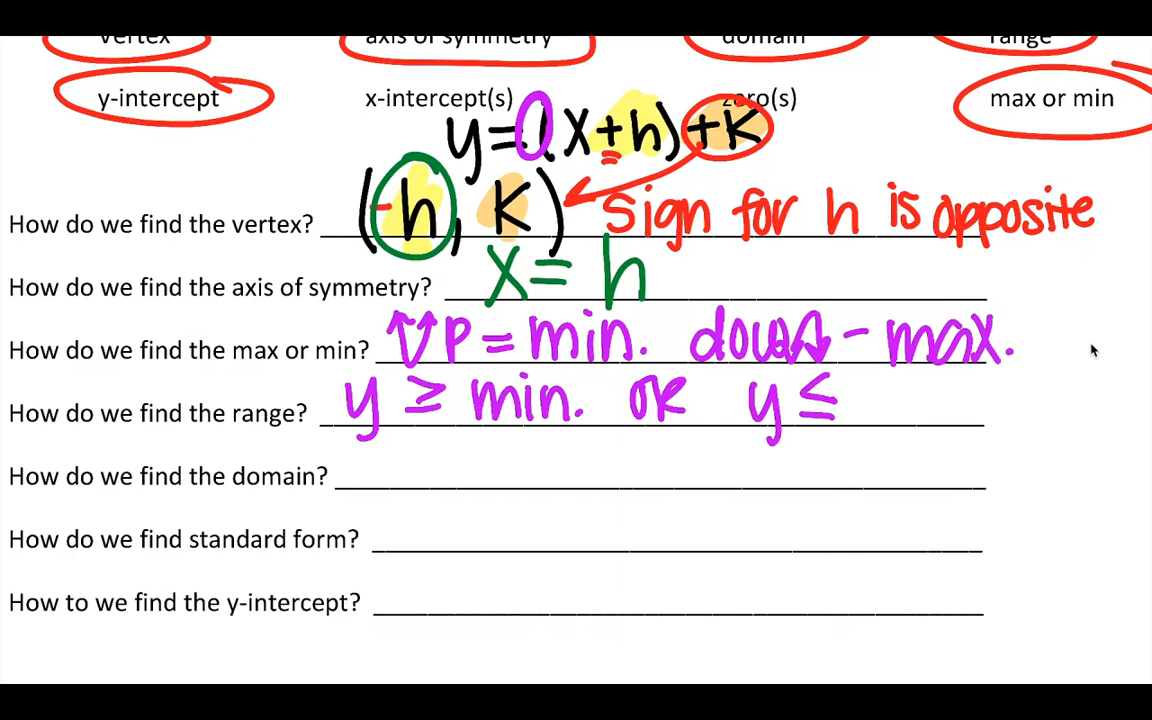 vertex axis of symmetry domain range
y-intercept x-intercept(s) zero(s) max or min
y = (x + h) + k
How do we find the vertex? (-h, k) sign for h is opposite
How do we find the axis of symmetry? x = h
How do we find the max or min? up = min. down - max.
How do we find the range? y ≥ min. or y ≤
How do we find the domain?
How do we find standard form?
How to we find the y-intercept?